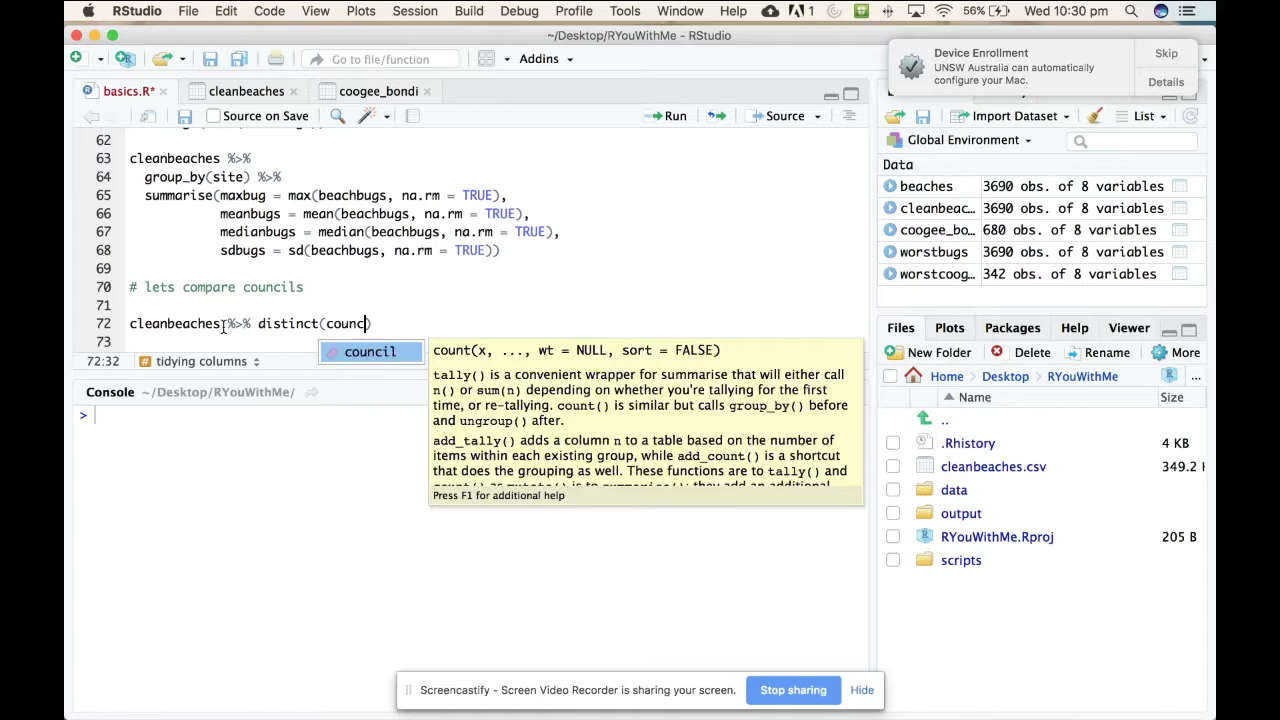 RStudio File Edit Code View Plots Session Build Debug Profile Tools Window Help 1 56% Wed 10:30 pm
~/Desktop/RYouWithMe - RStudio
Go to file/function Addins
Device Enrollment
UNSW Australia can automatically
configure your Mac.
Skip
Details
basics.R* cleanbeaches coogee_bondi
Source on Save Run Source
Import Dataset List
Global Environment
Data
beaches 3690 obs. of 8 variables
cleanbeac… 3690 obs. of 8 variables
coogee_bo… 680 obs. of 8 variables
worstbugs 3690 obs. of 8 variables
worstcoog… 342 obs. of 8 variables
62
63 cleanbeaches %>%
64 group_by(site) %>%
65 summarise(maxbug = max(beachbugs, na.rm = TRUE),
66 meanbugs = mean(beachbugs, na.rm = TRUE),
67 medianbugs = median(beachbugs, na.rm = TRUE),
68 sdbugs = sd(beachbugs, na.rm = TRUE))
69
70 # lets compare councils
71
72 cleanbeaches %>% distinct(counc)
73
council
count(x, ..., wt = NULL, sort = FALSE)
tally() is a convenient wrapper for summarise that will either call
n() or sum(n) depending on whether you're tallying for the first
time, or re-tallying. count() is similar but calls group_by() before
and ungroup() after.
add_tally() adds a column n to a table based on the number of
items within each existing group, while add_count() is a shortcut
that does the grouping as well. These functions are to tally() and
Press F1 for additional help
72:32 tidying columns
Console ~/Desktop/RYouWithMe/
>
Files Plots Packages Help Viewer
New Folder Delete Rename More
Home Desktop RYouWithMe ...
Name Size
..
.Rhistory 4 KB
cleanbeaches.csv 349.2 K
data
output
RYouWithMe.Rproj 205 B
scripts
Screencastify - Screen Video Recorder is sharing your screen. Stop sharing Hide